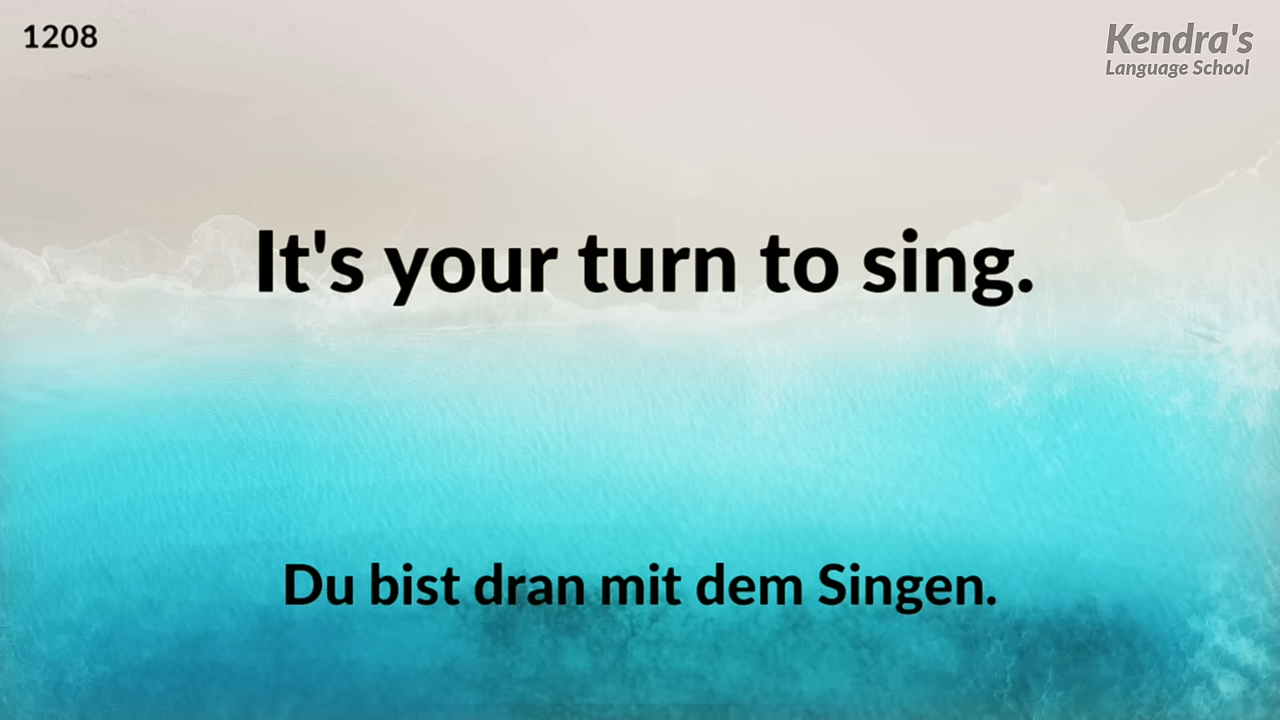 1208
Kendra's
Language School
It's your turn to sing.
Du bist dran mit dem Singen.